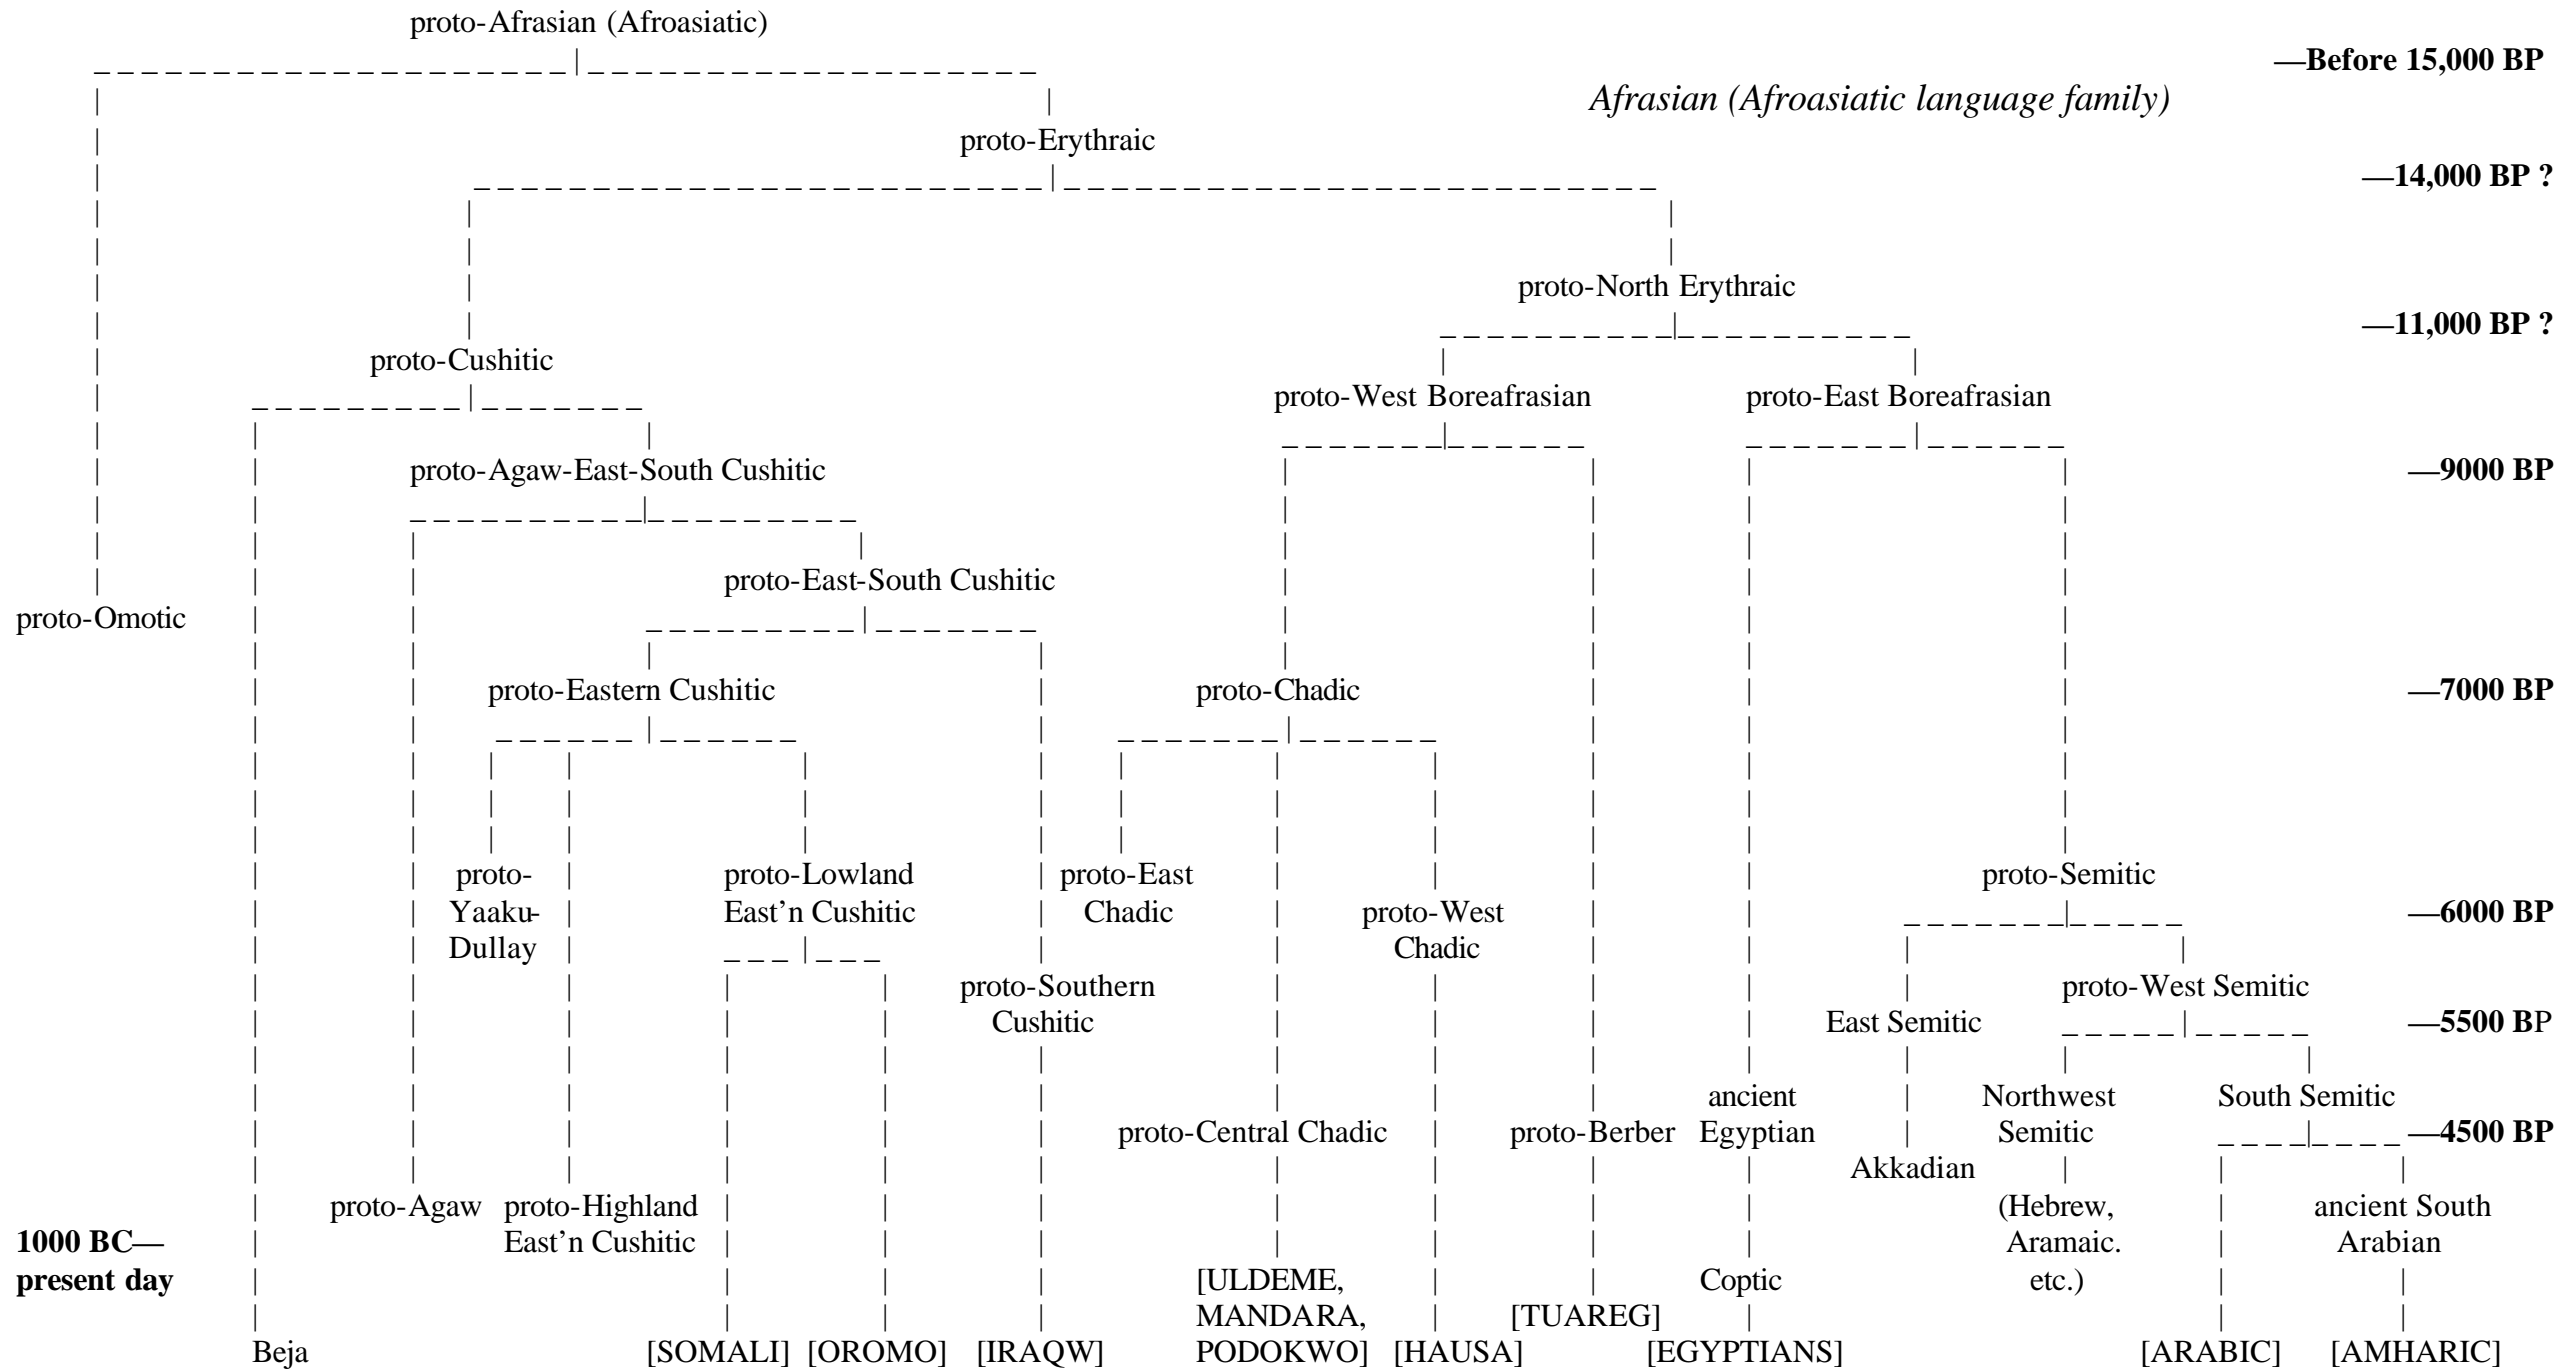 proto-Afrasian (Afroasiatic)
—Before 15,000 BP
Afrasian (Afroasiatic language family)
proto-Erythraic
—14,000 BP ?
proto-North Erythraic
—11,000 BP ?
proto-Cushitic
proto-West Boreafrasian
proto-East Boreafrasian
proto-Agaw-East-South Cushitic
—9000 BP
proto-East-South Cushitic
proto-Omotic
proto-Eastern Cushitic
proto-Chadic
—7000 BP
proto-
Yaaku-
Dullay
proto-Lowland
East’n Cushitic
proto-East
Chadic
proto-West
Chadic
proto-Semitic
—6000 BP
proto-Southern
Cushitic
proto-West Semitic
East Semitic
—5500 BP
ancient
Egyptian
Northwest
Semitic
South Semitic
proto-Central Chadic
proto-Berber
—4500 BP
Akkadian
proto-Agaw
proto-Highland
East’n Cushitic
(Hebrew,
Aramaic.
etc.)
ancient South
Arabian
1000 BC—
present day
[ULDEME,
MANDARA,
PODOKWO]
Coptic
[TUAREG]
Beja
[SOMALI]
[OROMO]
[IRAQW]
[HAUSA]
[EGYPTIANS]
[ARABIC]
[AMHARIC]